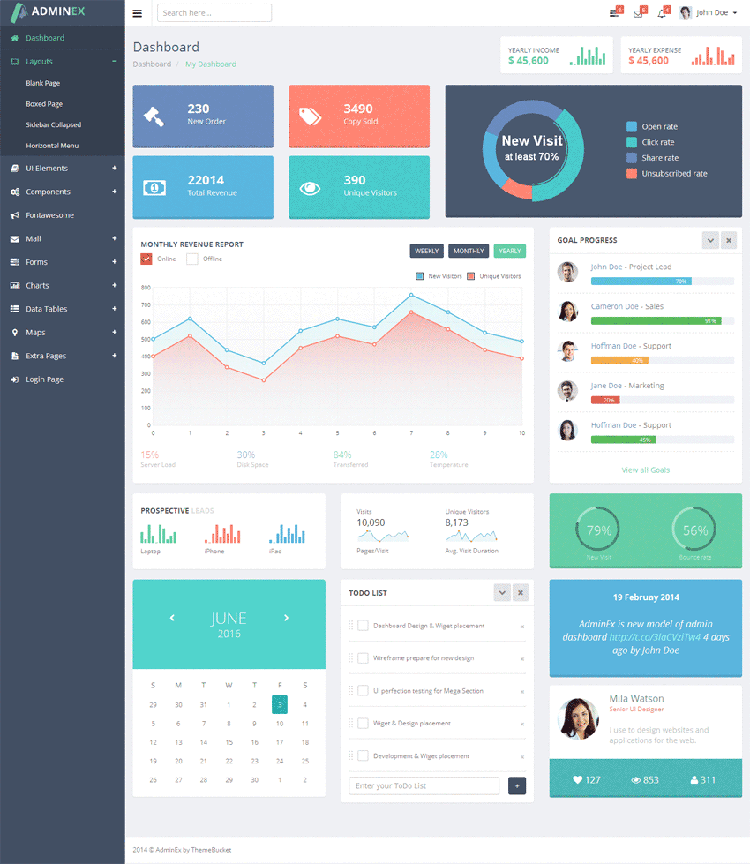 ADMINEX
Search here...
John Doe
Dashboard
Layouts
Blank Page
Boxed Page
Sidebar Collapsed
Horizontal Menu
UI Elements
Components
Fontawesome
Mail
Forms
Charts
Data Tables
Maps
Extra Pages
Login Page
Dashboard
Dashboard / My Dashboard
YEARLY INCOME
$ 45,600
YEARLY EXPENSE
$ 45,600
230
New Order
3490
Copy Sold
22014
Total Revenue
390
Unique Visitors
New Visit
at least 70%
Open rate
Click rate
Share rate
Unsubscribed rate
MONTHLY REVENUE REPORT
Online Offline
WEEKLY MONTHLY YEARLY
New Visitors Unique Visitors
800
700
600
500
400
300
200
100
0
0 1 2 3 4 5 6 7 8 9 10
15% 30% 84% 28%
Server Load Disk Space Transferred Temperature
GOAL PROGRESS
John Doe - Project Lead
70%
Cameron Doe - Sales
91%
Hoffman Doe - Support
40%
Jane Doe - Marketing
20%
Hoffman Doe - Support
45%
View all Goals
PROSPECTIVE LEADS
Laptop iPhone iPad
Visits
10,090
Pages/Visit
Unique Visitors
8,173
Avg. Visit Duration
79%
New Visit
56%
Bounce rate
JUNE
2016
S M T W T F S
29 30 31 1 2 3 4
5 6 7 8 9 10 11
12 13 14 15 16 17 18
19 20 21 22 23 24 25
26 27 28 29 30 1 2
TODO LIST
Dashboard Design & Wiget placement
Wireframe prepare for new design
UI perfection testing for Mega Section
Wiget & Design placement
Development & Wiget placement
Enter your ToDo List
19 February 2014
AdminEx is new model of admin
dashboard 4 days
ago by John Doe
Mila Watson
Senior UI Designer
I use to design websites and
applications for the web.
127 853 311
2014 © AdminEx by ThemeBucket